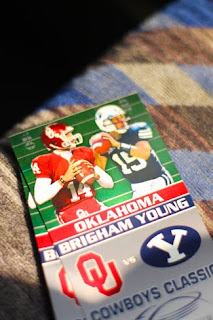 14
15
OKLAHOMA
BRIGHAM YOUNG
OU VS Y
COWBOYS CLASSIC